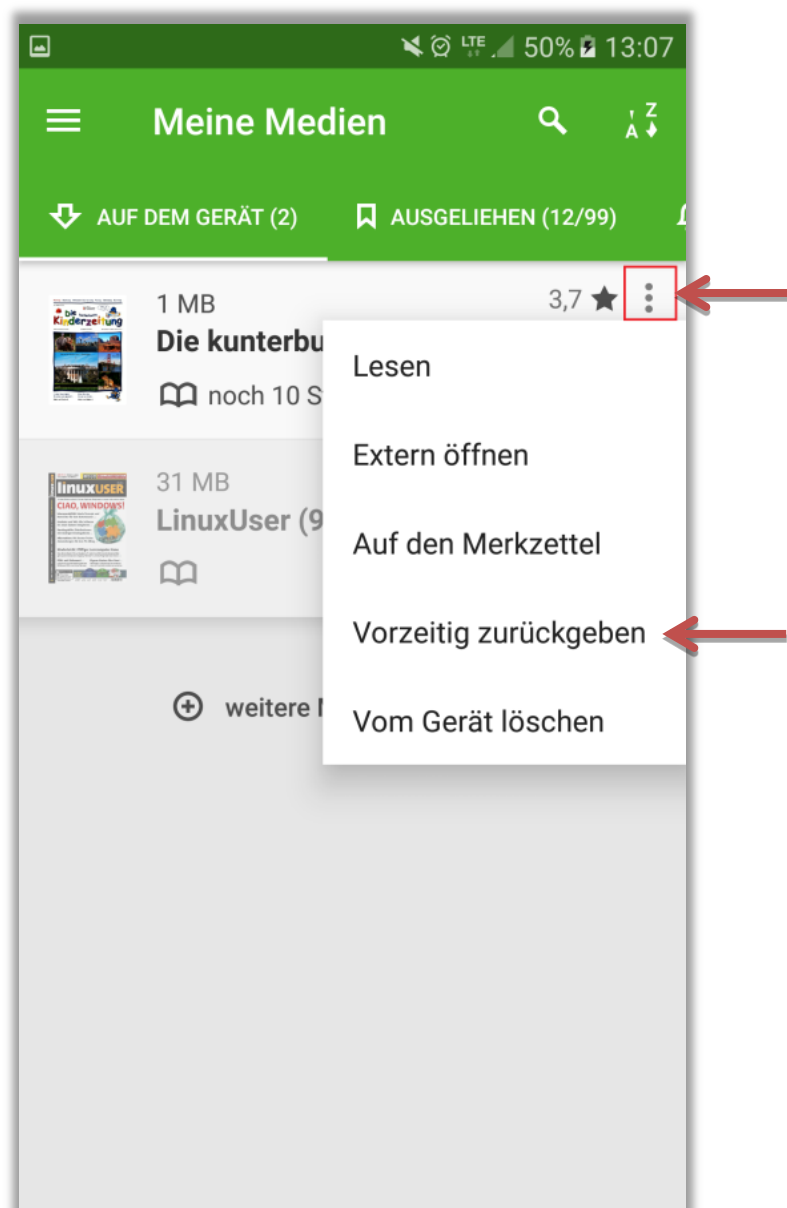 LTE 50% 13:07
Meine Medien
A Z
AUF DEM GERÄT (2) AUSGELIEHEN (12/99)
1 MB 3,7
Die kunterbu
noch 10 S
Die
Kinderzeitung
Lesen
Extern öffnen
Auf den Merkzettel
Vorzeitig zurückgeben
Vom Gerät löschen
31 MB
LinuxUser (9
linuxUSER
CIAO, WINDOWS!
weitere